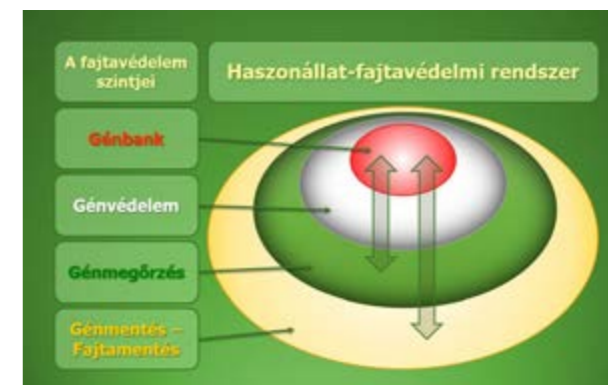 A fajtavédelem
szintjei
Haszonállat-fajtavédelmi rendszer
Génbank
Génvédelem
Génmegőrzés
Génmentés –
Fajtamentés